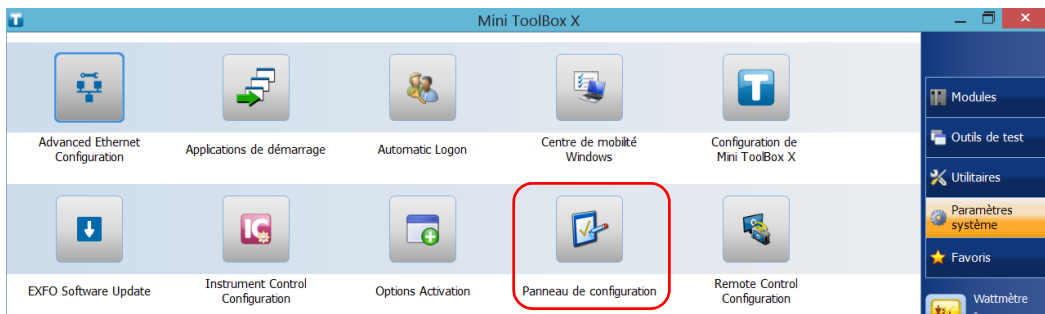 Mini ToolBox X
Advanced Ethernet
Configuration
Applications de démarrage
Automatic Logon
Centre de mobilité
Windows
Configuration de
Mini ToolBox X
EXFO Software Update
Instrument Control
Configuration
Options Activation
Panneau de configuration
Remote Control
Configuration
Modules
Outils de test
Utilitaires
Paramètres
système
Favoris
Wattmètre